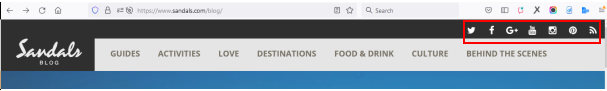 https://www.sandals.com/blog/
Search
Sandals
BLOG
GUIDES ACTIVITIES LOVE DESTINATIONS FOOD & DRINK CULTURE BEHIND THE SCENES